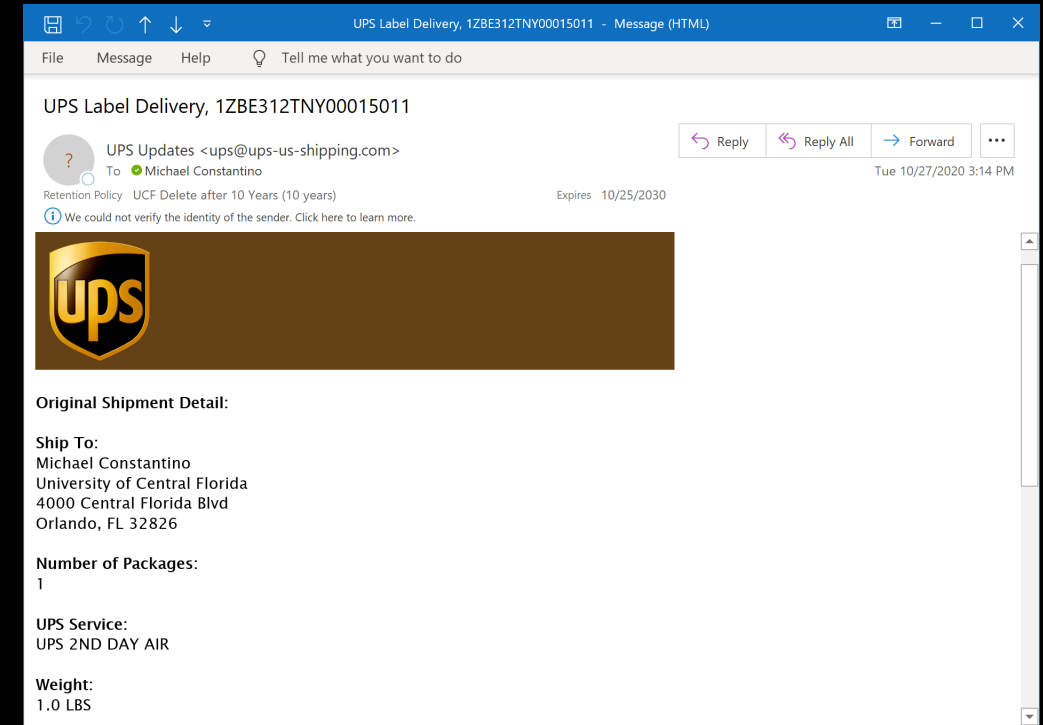 UPS Label Delivery, 1ZBE312TNY00015011 - Message (HTML)
File Message Help Tell me what you want to do
UPS Label Delivery, 1ZBE312TNY00015011
?
UPS Updates <ups@ups-us-shipping.com>
To Michael Constantino
Reply Reply All Forward ...
Tue 10/27/2020 3:14 PM
Retention Policy UCF Delete after 10 Years (10 years) Expires 10/25/2030
We could not verify the identity of the sender. Click here to learn more.
ups
Original Shipment Detail:
Ship To:
Michael Constantino
University of Central Florida
4000 Central Florida Blvd
Orlando, FL 32826
Number of Packages:
1
UPS Service:
UPS 2ND DAY AIR
Weight:
1.0 LBS